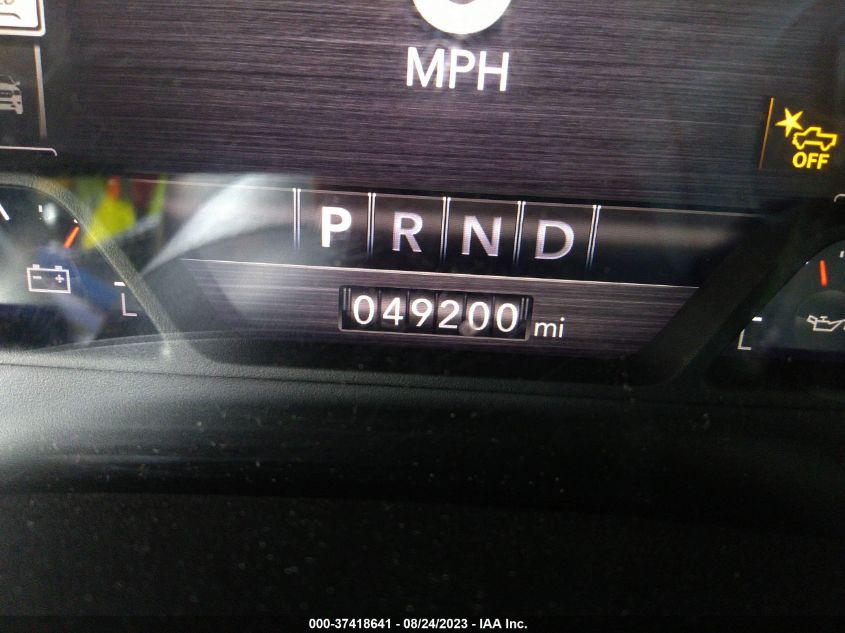 MPH
OFF
P R N D
049200 mi
L
L
000-37418641 - 08/24/2023 - IAA Inc.